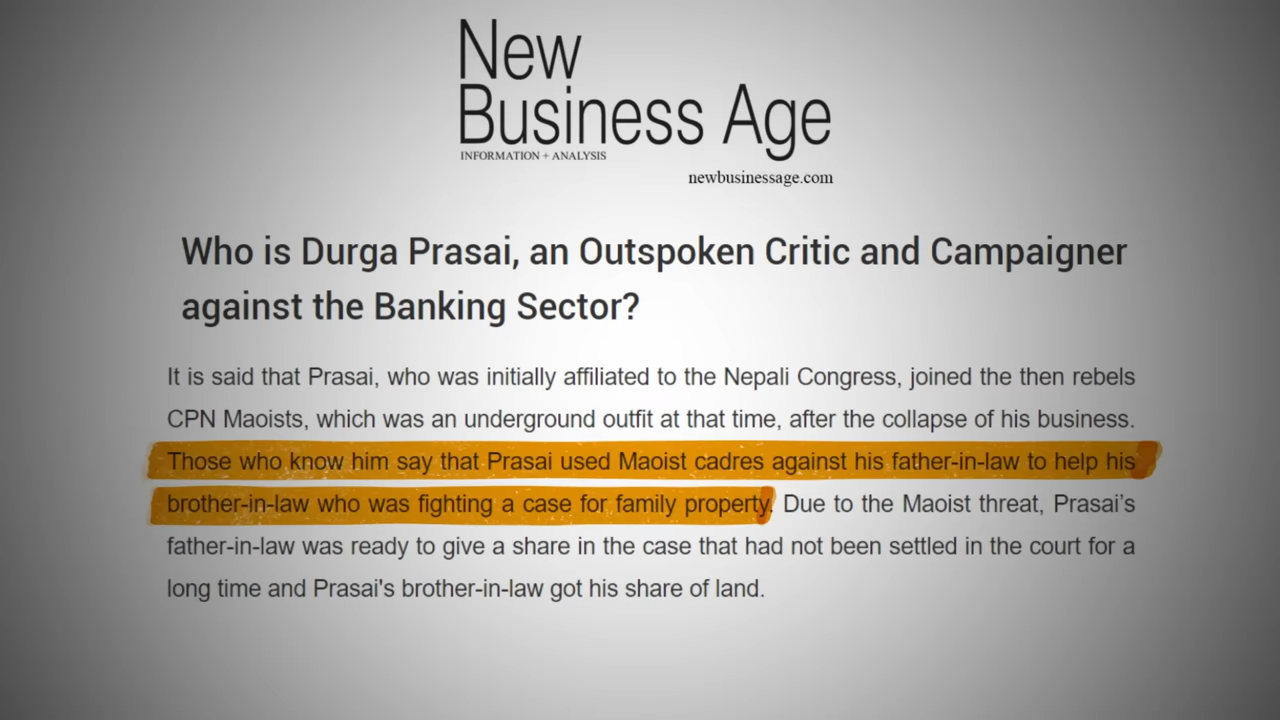 New
Business Age
INFORMATION + ANALYSIS
newbusinessage.com
Who is Durga Prasai, an Outspoken Critic and Campaigner
against the Banking Sector?
It is said that Prasai, who was initially affiliated to the Nepali Congress, joined the then rebels
CPN Maoists, which was an underground outfit at that time, after the collapse of his business.
Those who know him say that Prasai used Maoist cadres against his father-in-law to help his
brother-in-law who was fighting a case for family property. Due to the Maoist threat, Prasai’s
father-in-law was ready to give a share in the case that had not been settled in the court for a
long time and Prasai's brother-in-law got his share of land.